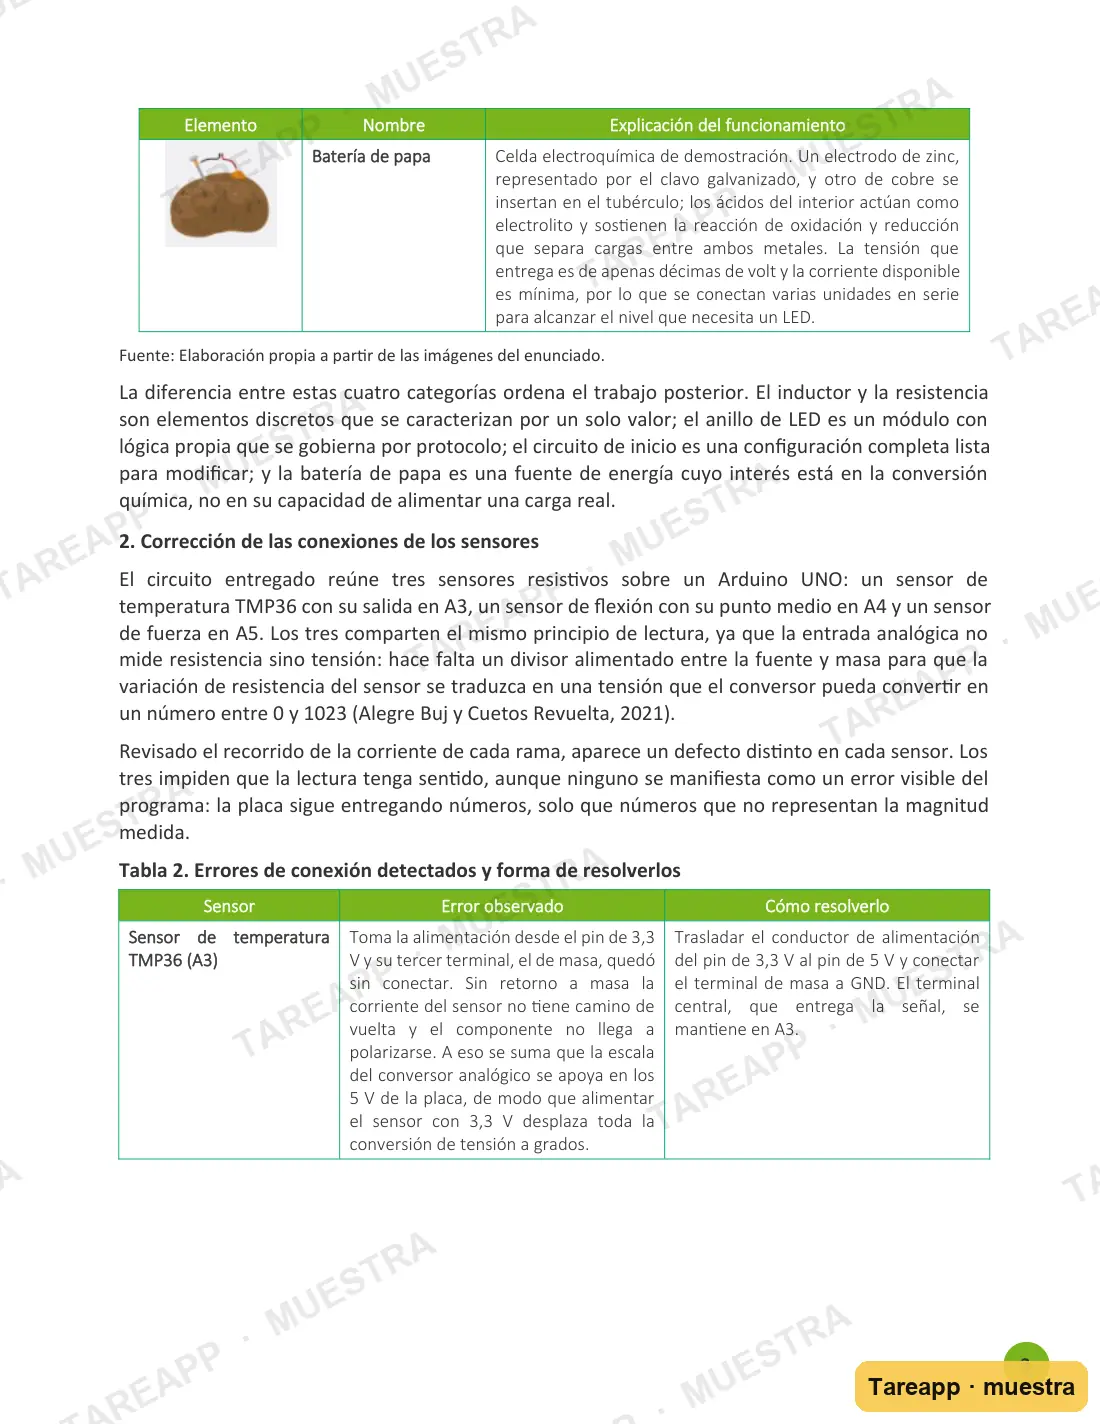 Elemento Nombre Explicación del funcionamiento
Batería de papa
Celda electroquímica de demostración. Un electrodo de zinc,
representado por el clavo galvanizado, y otro de cobre se
insertan en el tubérculo; los ácidos del interior actúan como
electrolito y sostienen la reacción de oxidación y reducción
que separa cargas entre ambos metales. La tensión que
entrega es de apenas décimas de volt y la corriente disponible
es mínima, por lo que se conectan varias unidades en serie
para alcanzar el nivel que necesita un LED.
Fuente: Elaboración propia a partir de las imágenes del enunciado.
La diferencia entre estas cuatro categorías ordena el trabajo posterior. El inductor y la resistencia
son elementos discretos que se caracterizan por un solo valor; el anillo de LED es un módulo con
lógica propia que se gobierna por protocolo; el circuito de inicio es una configuración completa lista
para modificar; y la batería de papa es una fuente de energía cuyo interés está en la conversión
química, no en su capacidad de alimentar una carga real.
2. Corrección de las conexiones de los sensores
El circuito entregado reúne tres sensores resistivos sobre un Arduino UNO: un sensor de
temperatura TMP36 con su salida en A3, un sensor de flexión con su punto medio en A4 y un sensor
de fuerza en A5. Los tres comparten el mismo principio de lectura, ya que la entrada analógica no
mide resistencia sino tensión: hace falta un divisor alimentado entre la fuente y masa para que la
variación de resistencia del sensor se traduzca en una tensión que el conversor pueda convertir en
un número entre 0 y 1023 (Alegre Buj y Cuetos Revuelta, 2021).
Revisado el recorrido de la corriente de cada rama, aparece un defecto distinto en cada sensor. Los
tres impiden que la lectura tenga sentido, aunque ninguno se manifiesta como un error visible del
programa: la placa sigue entregando números, solo que números que no representan la magnitud
medida.
Tabla 2. Errores de conexión detectados y forma de resolverlos
Sensor Error observado Cómo resolverlo
Sensor de temperatura
TMP36 (A3)
Toma la alimentación desde el pin de 3,3
V y su tercer terminal, el de masa, quedó
sin conectar. Sin retorno a masa la
corriente del sensor no tiene camino de
vuelta y el componente no llega a
polarizarse. A eso se suma que la escala
del conversor analógico se apoya en los
5 V de la placa, de modo que alimentar
el sensor con 3,3 V desplaza toda la
conversión de tensión a grados.
Trasladar el conductor de alimentación
del pin de 3,3 V al pin de 5 V y conectar
el terminal de masa a GND. El terminal
central, que entrega la señal, se
mantiene en A3.
Tareapp · muestra
TAREAPP · MUESTRA
TAREAPP · MUESTRA
TAREAPP · MUESTRA
TAREAPP · MUESTRA
TAREAPP · MUESTRA
TAREAPP · MUESTRA
TAREAPP · MUESTRA
TAREAPP · MUESTRA